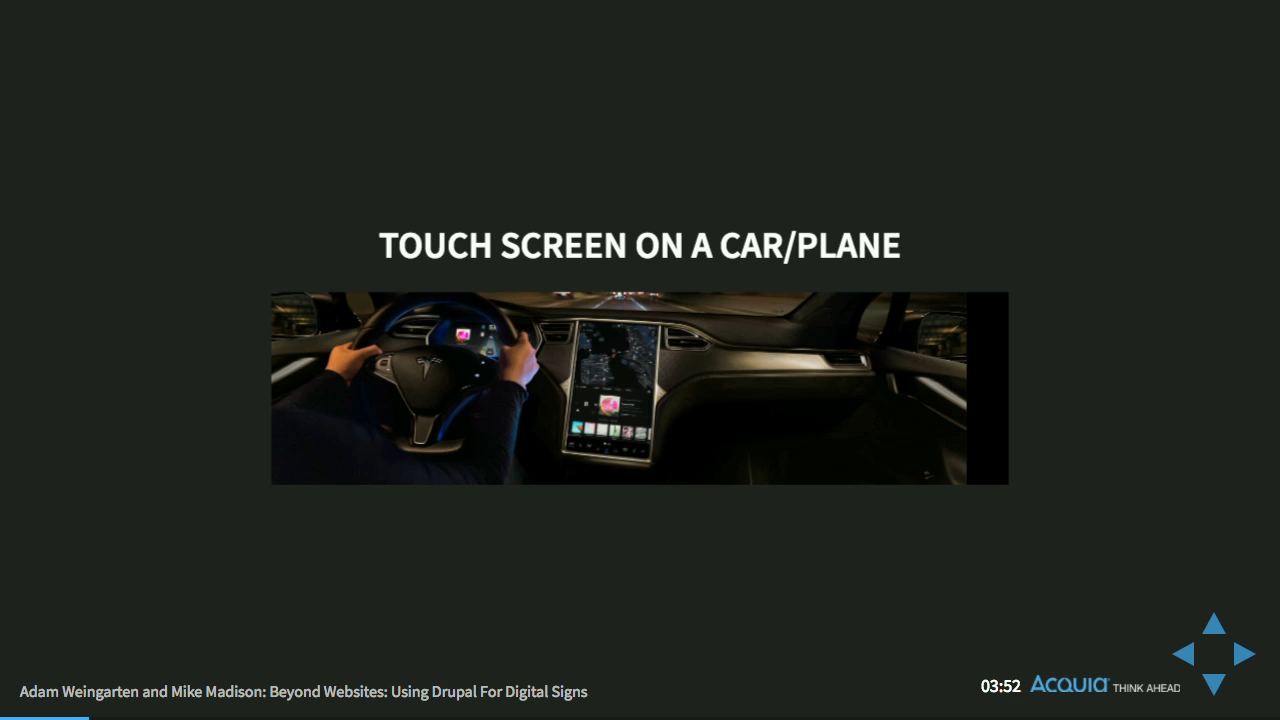 TOUCH SCREEN ON A CAR/PLANE
Adam Weingarten and Mike Madison: Beyond Websites: Using Drupal For Digital Signs
03:52 ACQUIA THINK AHEAD